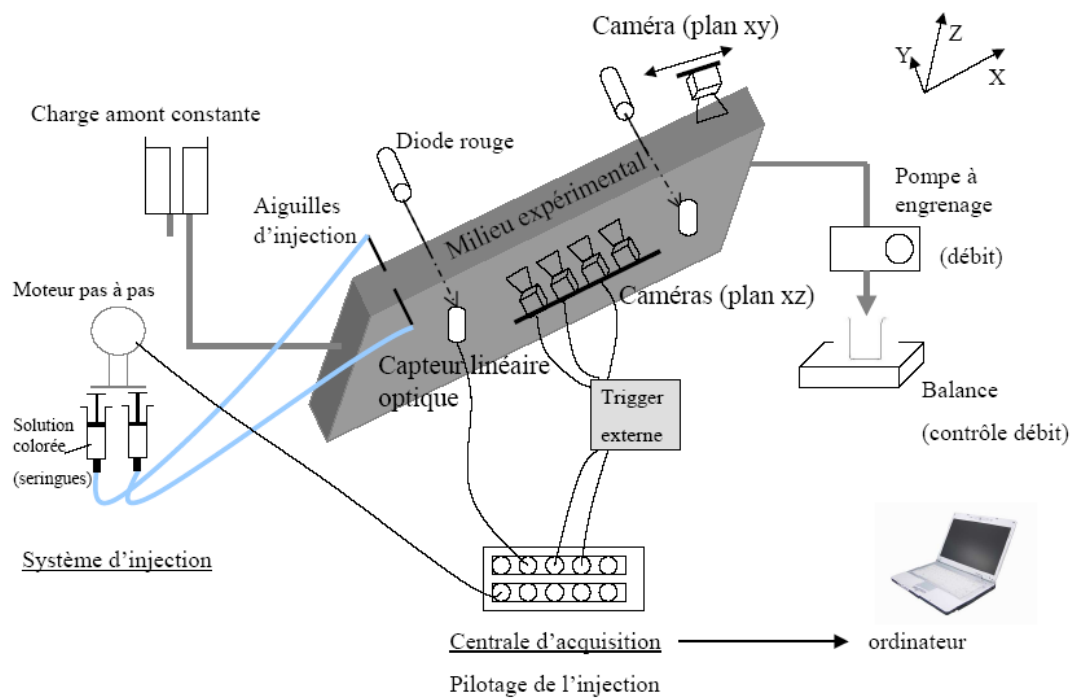 Caméra (plan xy)
Z
Y
X
Charge amont constante
Diode rouge
Milieu expérimental
Pompe à
engrenage
(débit)
Aiguilles
d'injection
Moteur pas à pas
Caméras (plan xz)
Capteur linéaire
optique
Trigger
externe
Balance
(contrôle débit)
Solution
colorée
(seringues)
Système d'injection
Centrale d'acquisition
ordinateur
Pilotage de l'injection